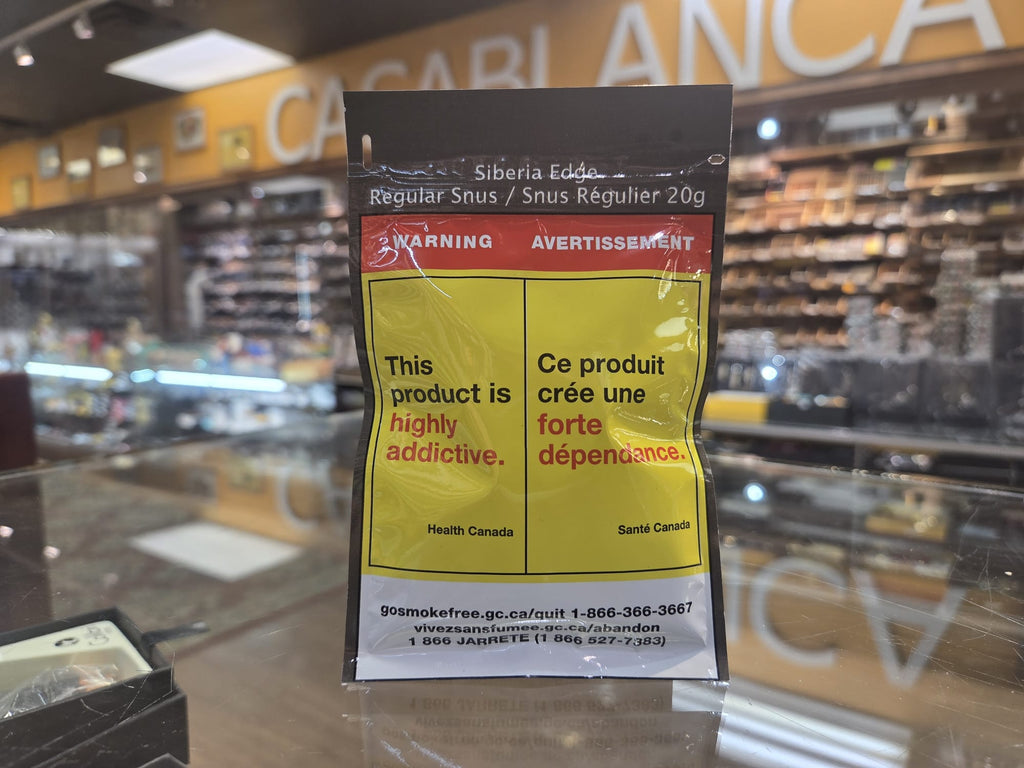 CASABLANCA
Siberia Edge
Regular Snus / Snus Régulier 20g
WARNING AVERTISSEMENT
This
product is
highly
addictive.
Health Canada
Ce produit
crée une
forte
dépendance.
Santé Canada
gosmokefree.gc.ca/quit 1-866-366-3667
vivezsansfumee.gc.ca/abandon
1 866 JARRETE (1 866 527-7383)